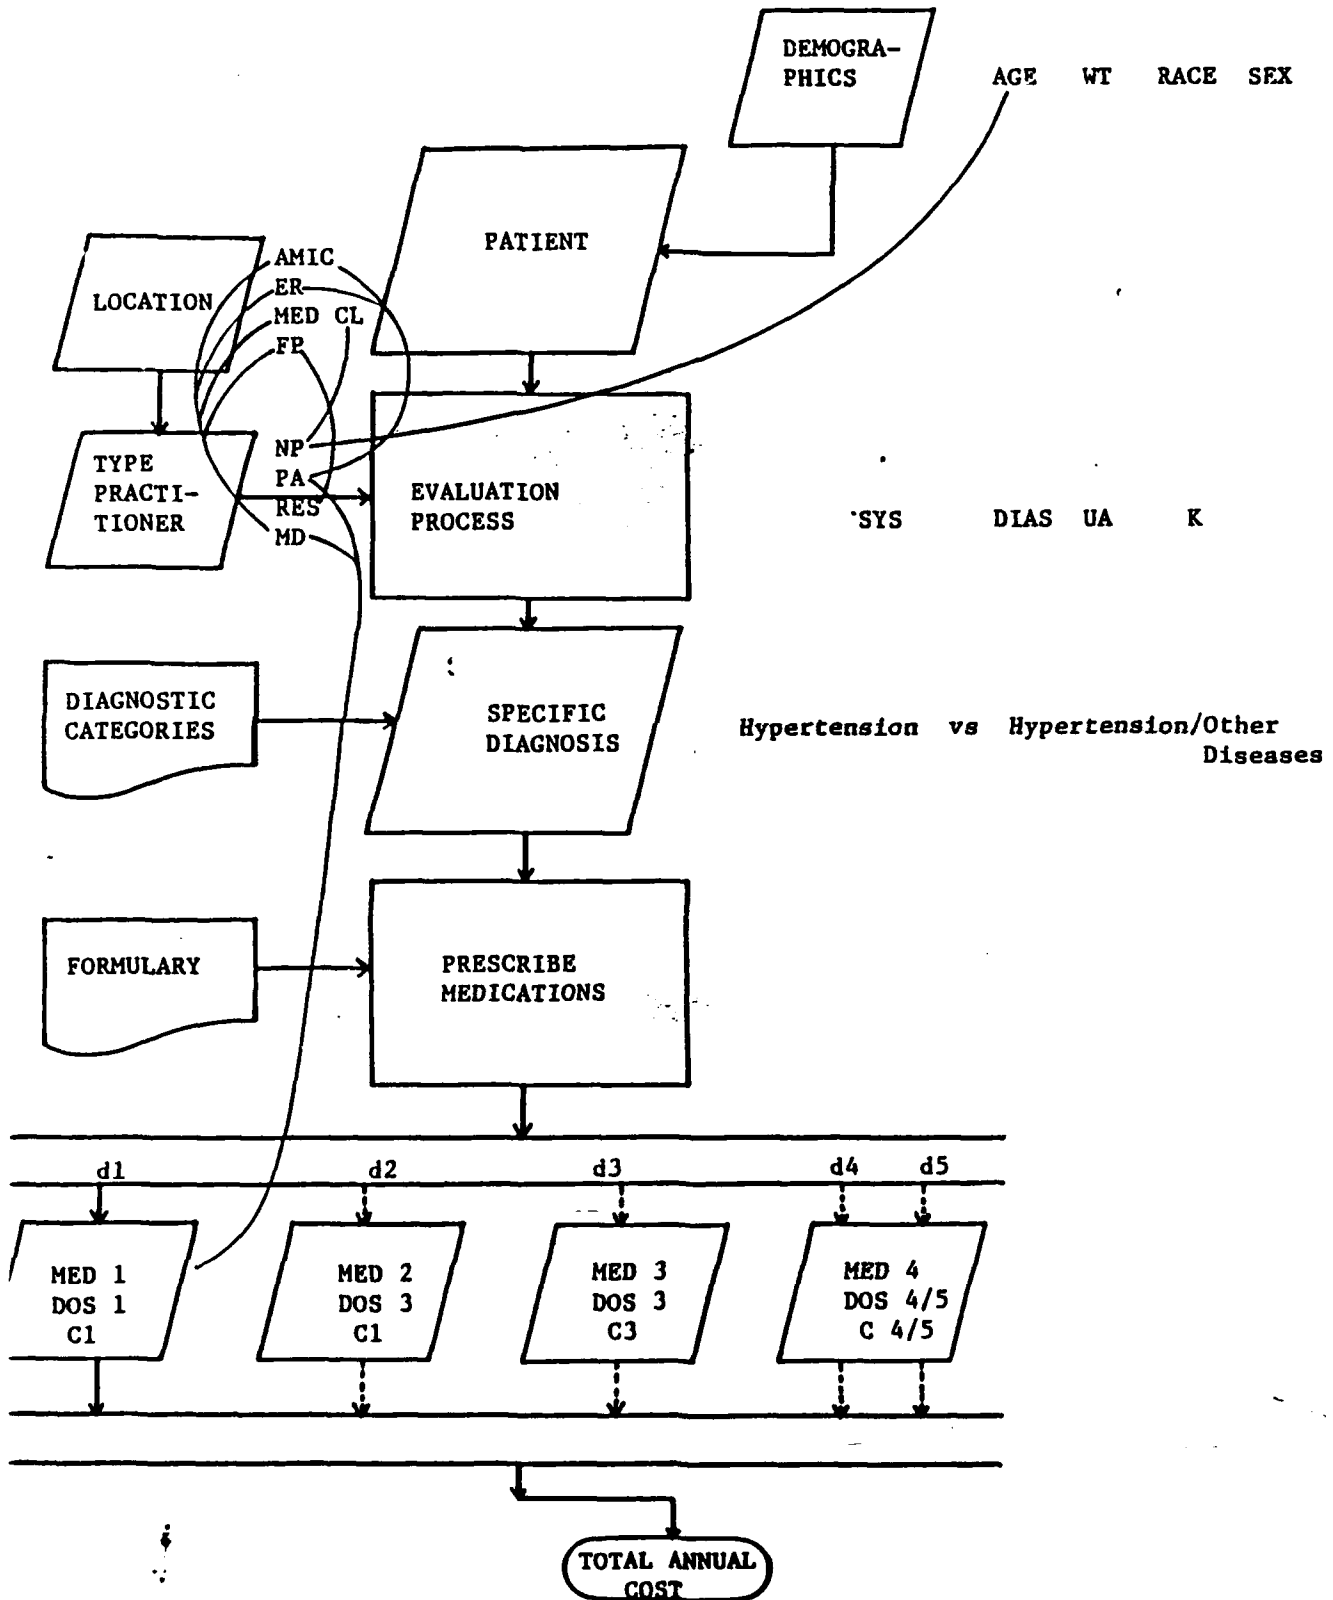 DEMOGRA-
PHICS
AGE WT RACE SEX
PATIENT
LOCATION
AMIC
ER
MED CL
FP
TYPE
PRACTI-
TIONER
NP
PA
RES
MD
EVALUATION
PROCESS
SYS DIAS UA K
DIAGNOSTIC
CATEGORIES
SPECIFIC
DIAGNOSIS
Hypertension vs Hypertension/Other
Diseases
FORMULARY
PRESCRIBE
MEDICATIONS
d1 d2 d3 d4 d5
MED 1
DOS 1
C1
MED 2
DOS 3
C1
MED 3
DOS 3
C3
MED 4
DOS 4/5
C 4/5
TOTAL ANNUAL
COST